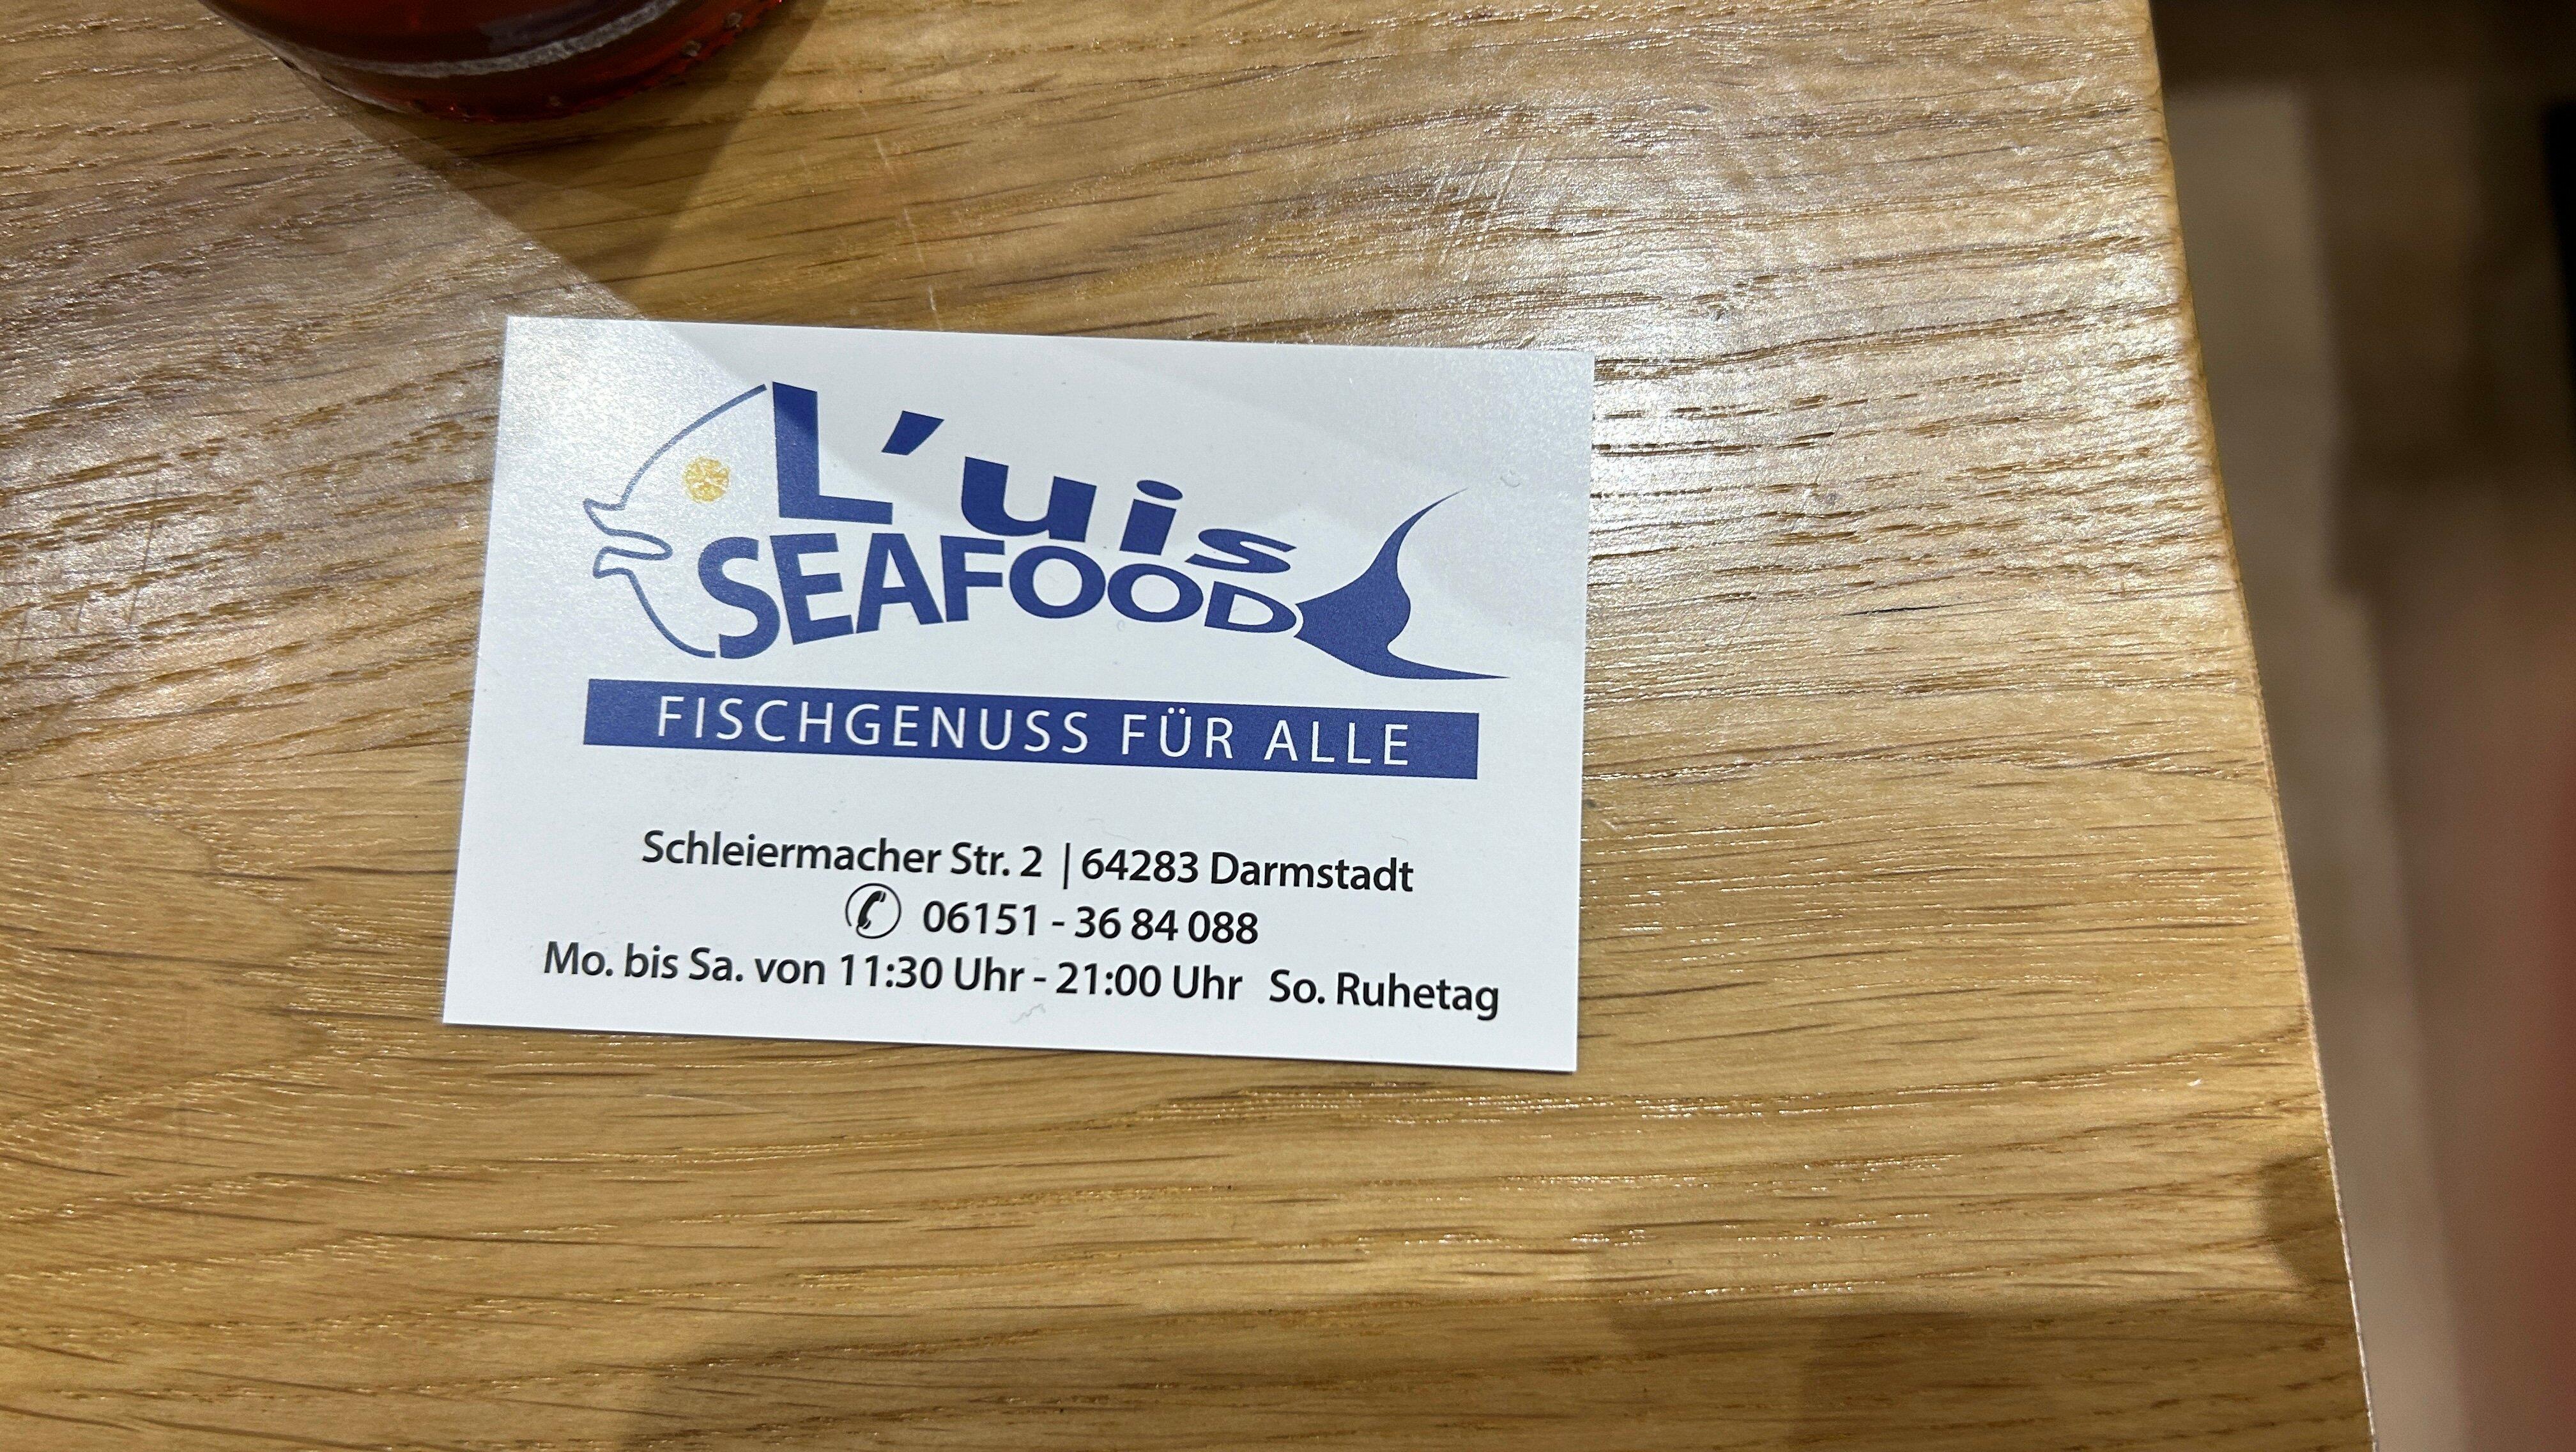 L'uis
SEAFOOD
FISCHGENUSS FÜR ALLE
Schleiermacher Str. 2 | 64283 Darmstadt
✆ 06151 - 36 84 088
Mo. bis Sa. von 11:30 Uhr - 21:00 Uhr So. Ruhetag